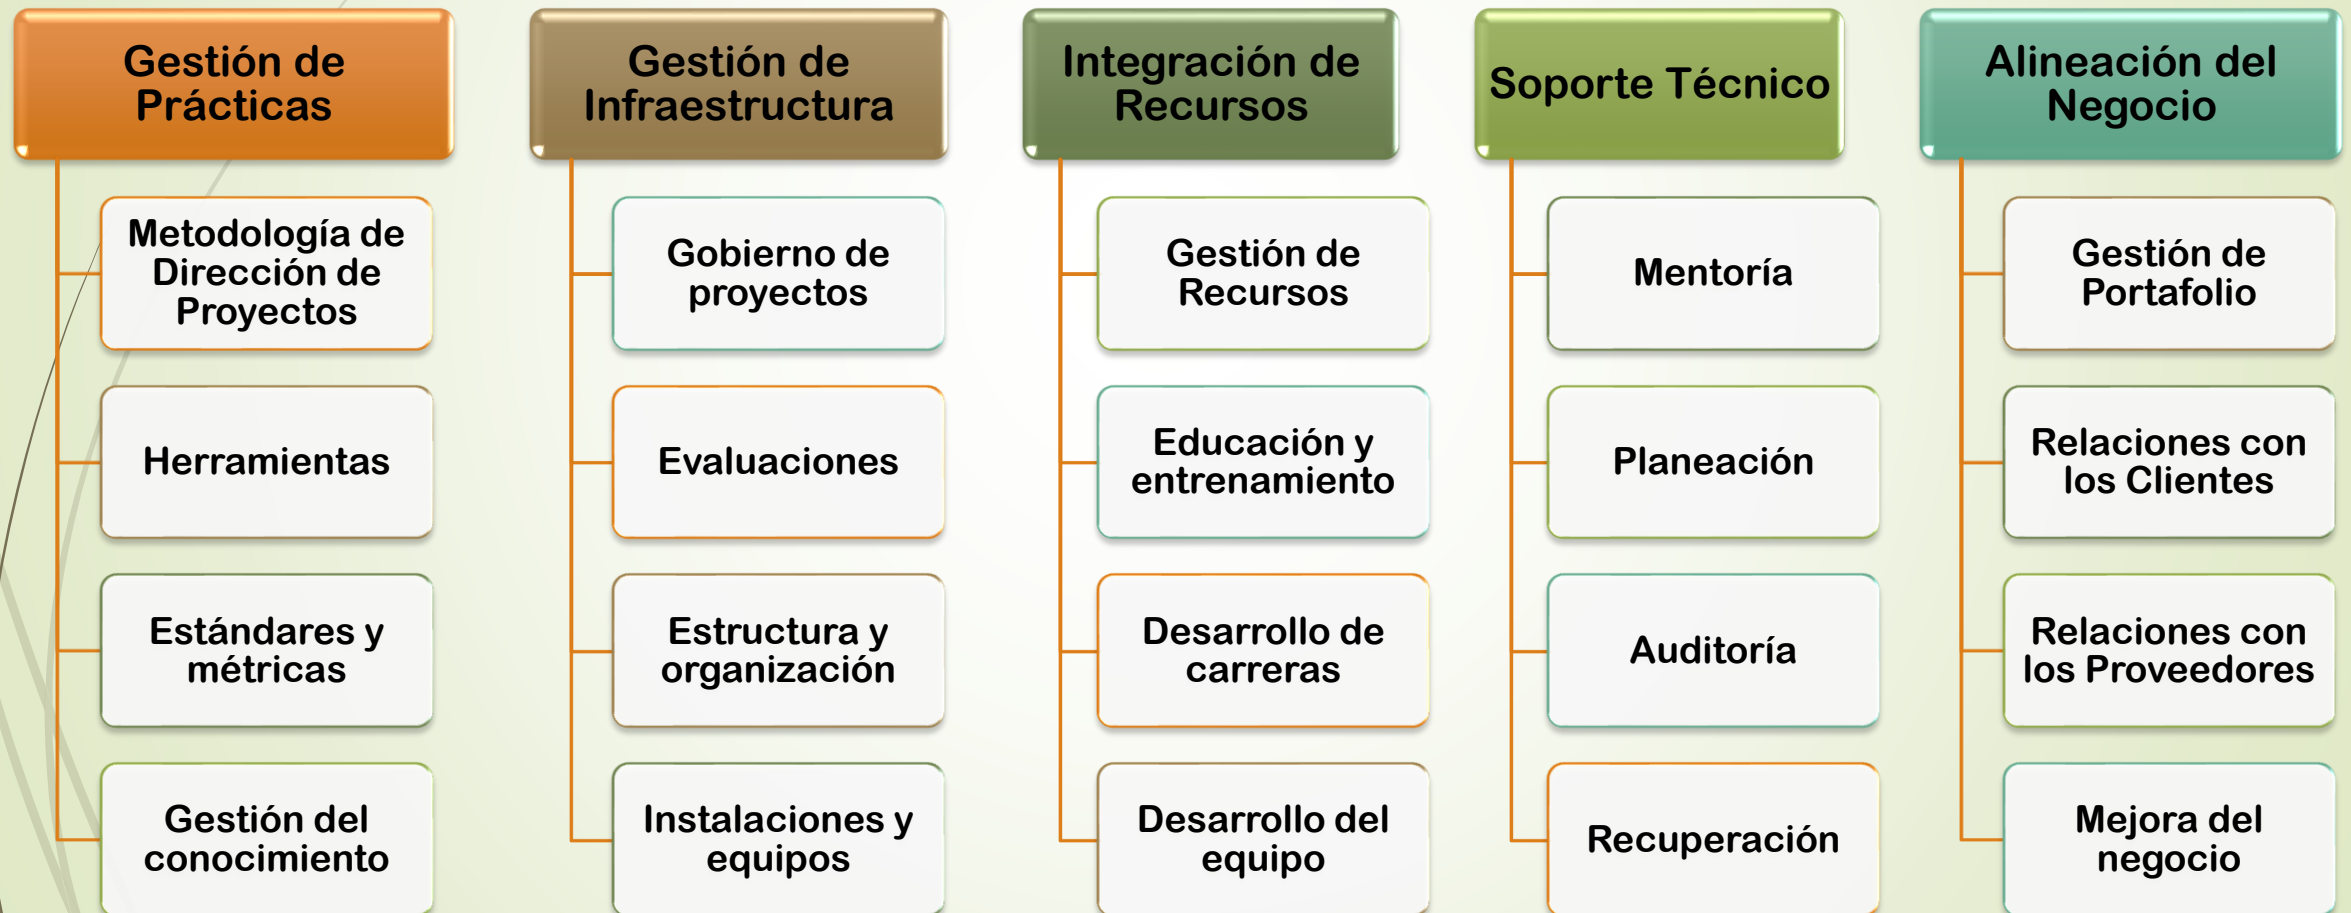 Gestión de
Prácticas
Metodología de
Dirección de
Proyectos
Herramientas
Estándares y
métricas
Gestión del
conocimiento
Gestión de
Infraestructura
Gobierno de
proyectos
Evaluaciones
Estructura y
organización
Instalaciones y
equipos
Integración de
Recursos
Gestión de
Recursos
Educación y
entrenamiento
Desarrollo de
carreras
Desarrollo del
equipo
Soporte Técnico
Mentoría
Planeación
Auditoría
Recuperación
Alineación del
Negocio
Gestión de
Portafolio
Relaciones con
los Clientes
Relaciones con
los Proveedores
Mejora del
negocio